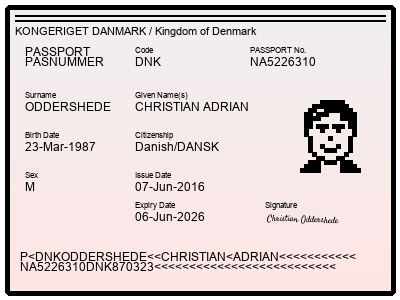 KONGERIGET DANMARK / Kingdom of Denmark
PASSPORT
PASNUMMER
Code
DNK
PASSPORT No.
NA5226310
Surname
ODDERSHEDE
Given Name(s)
CHRISTIAN ADRIAN
Birth Date
23-Mar-1987
Citizenship
Danish/DANSK
Sex
M
Issue Date
07-Jun-2016
Expiry Date
06-Jun-2026
Signature
Christian Oddershede
P<DNKODDERSHEDE<<CHRISTIAN<ADRIAN<<<<<<<<<<<
NA5226310DNK870323<<<<<<<<<<<<<<<<<<<<<<<<<<